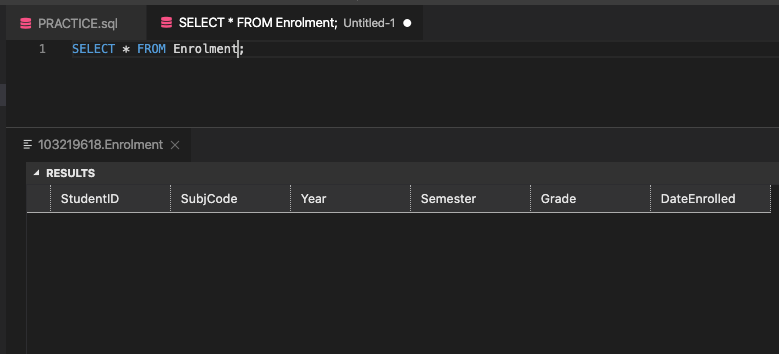 PRACTICE.sql SELECT * FROM Enrolment; Untitled-1
1 SELECT * FROM Enrolment;
103219618.Enrolment
RESULTS
StudentID SubjCode Year Semester Grade DateEnrolled